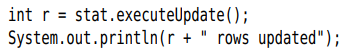 int r = stat.executeUpdate();
System.out.println(r + " rows updated");